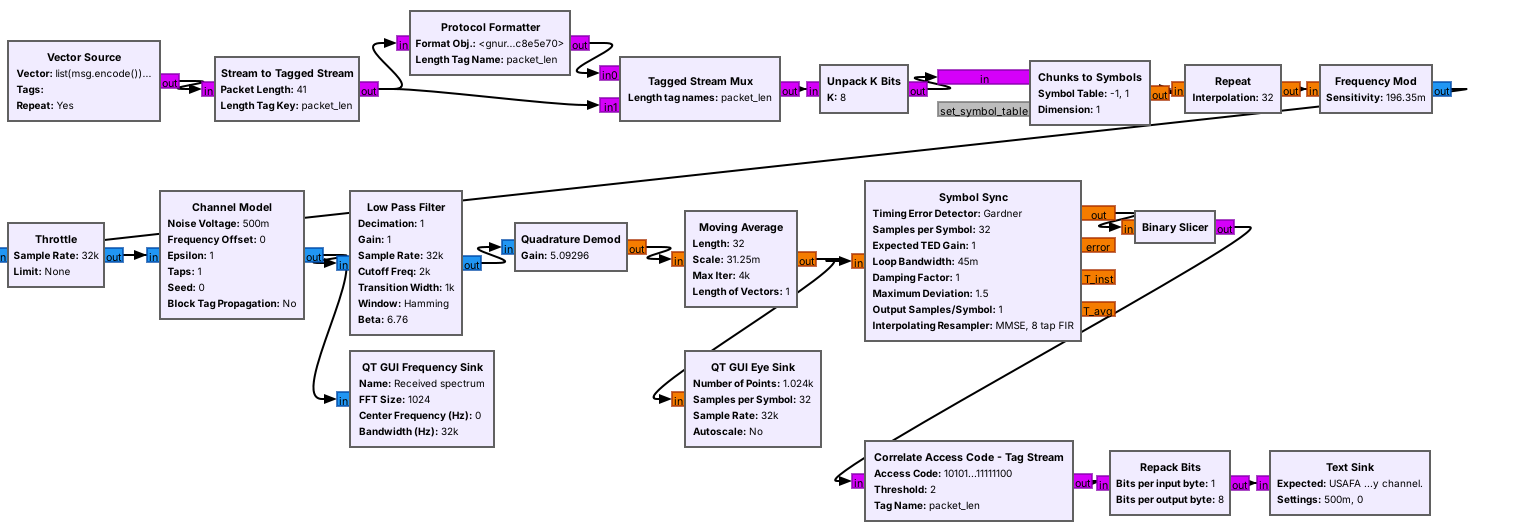 Vector Source
Vector: list(msg.encode())...
Tags:
Repeat: Yes
out
in
Stream to Tagged Stream
Packet Length: 41
Length Tag Key: packet_len
out
in
Protocol Formatter
Format Obj.: <gnur...c8e5e70>
Length Tag Name: packet_len
out
in0
in1
Tagged Stream Mux
Length tag names: packet_len
out
in
Unpack K Bits
K: 8
out
in
set_symbol_table
Chunks to Symbols
Symbol Table: -1, 1
Dimension: 1
out
in
Repeat
Interpolation: 32
out
in
Frequency Mod
Sensitivity: 196.35m
out
in
Throttle
Sample Rate: 32k
Limit: None
out
in
Channel Model
Noise Voltage: 500m
Frequency Offset: 0
Epsilon: 1
Taps: 1
Seed: 0
Block Tag Propagation: No
out
in
Low Pass Filter
Decimation: 1
Gain: 1
Sample Rate: 32k
Cutoff Freq: 2k
Transition Width: 1k
Window: Hamming
Beta: 6.76
out
in
Quadrature Demod
Gain: 5.09296
out
in
Moving Average
Length: 32
Scale: 31.25m
Max Iter: 4k
Length of Vectors: 1
out
in
Symbol Sync
Timing Error Detector: Gardner
Samples per Symbol: 32
Expected TED Gain: 1
Loop Bandwidth: 45m
Damping Factor: 1
Maximum Deviation: 1.5
Output Samples/Symbol: 1
Interpolating Resampler: MMSE, 8 tap FIR
out
error
T_inst
T_avg
in
Binary Slicer
out
in
QT GUI Frequency Sink
Name: Received spectrum
FFT Size: 1024
Center Frequency (Hz): 0
Bandwidth (Hz): 32k
in
QT GUI Eye Sink
Number of Points: 1.024k
Samples per Symbol: 32
Sample Rate: 32k
Autoscale: No
in
Correlate Access Code - Tag Stream
Access Code: 10101...11111100
Threshold: 2
Tag Name: packet_len
out
in
Repack Bits
Bits per input byte: 1
Bits per output byte: 8
out
in
Text Sink
Expected: USAFA ...y channel.
Settings: 500m, 0